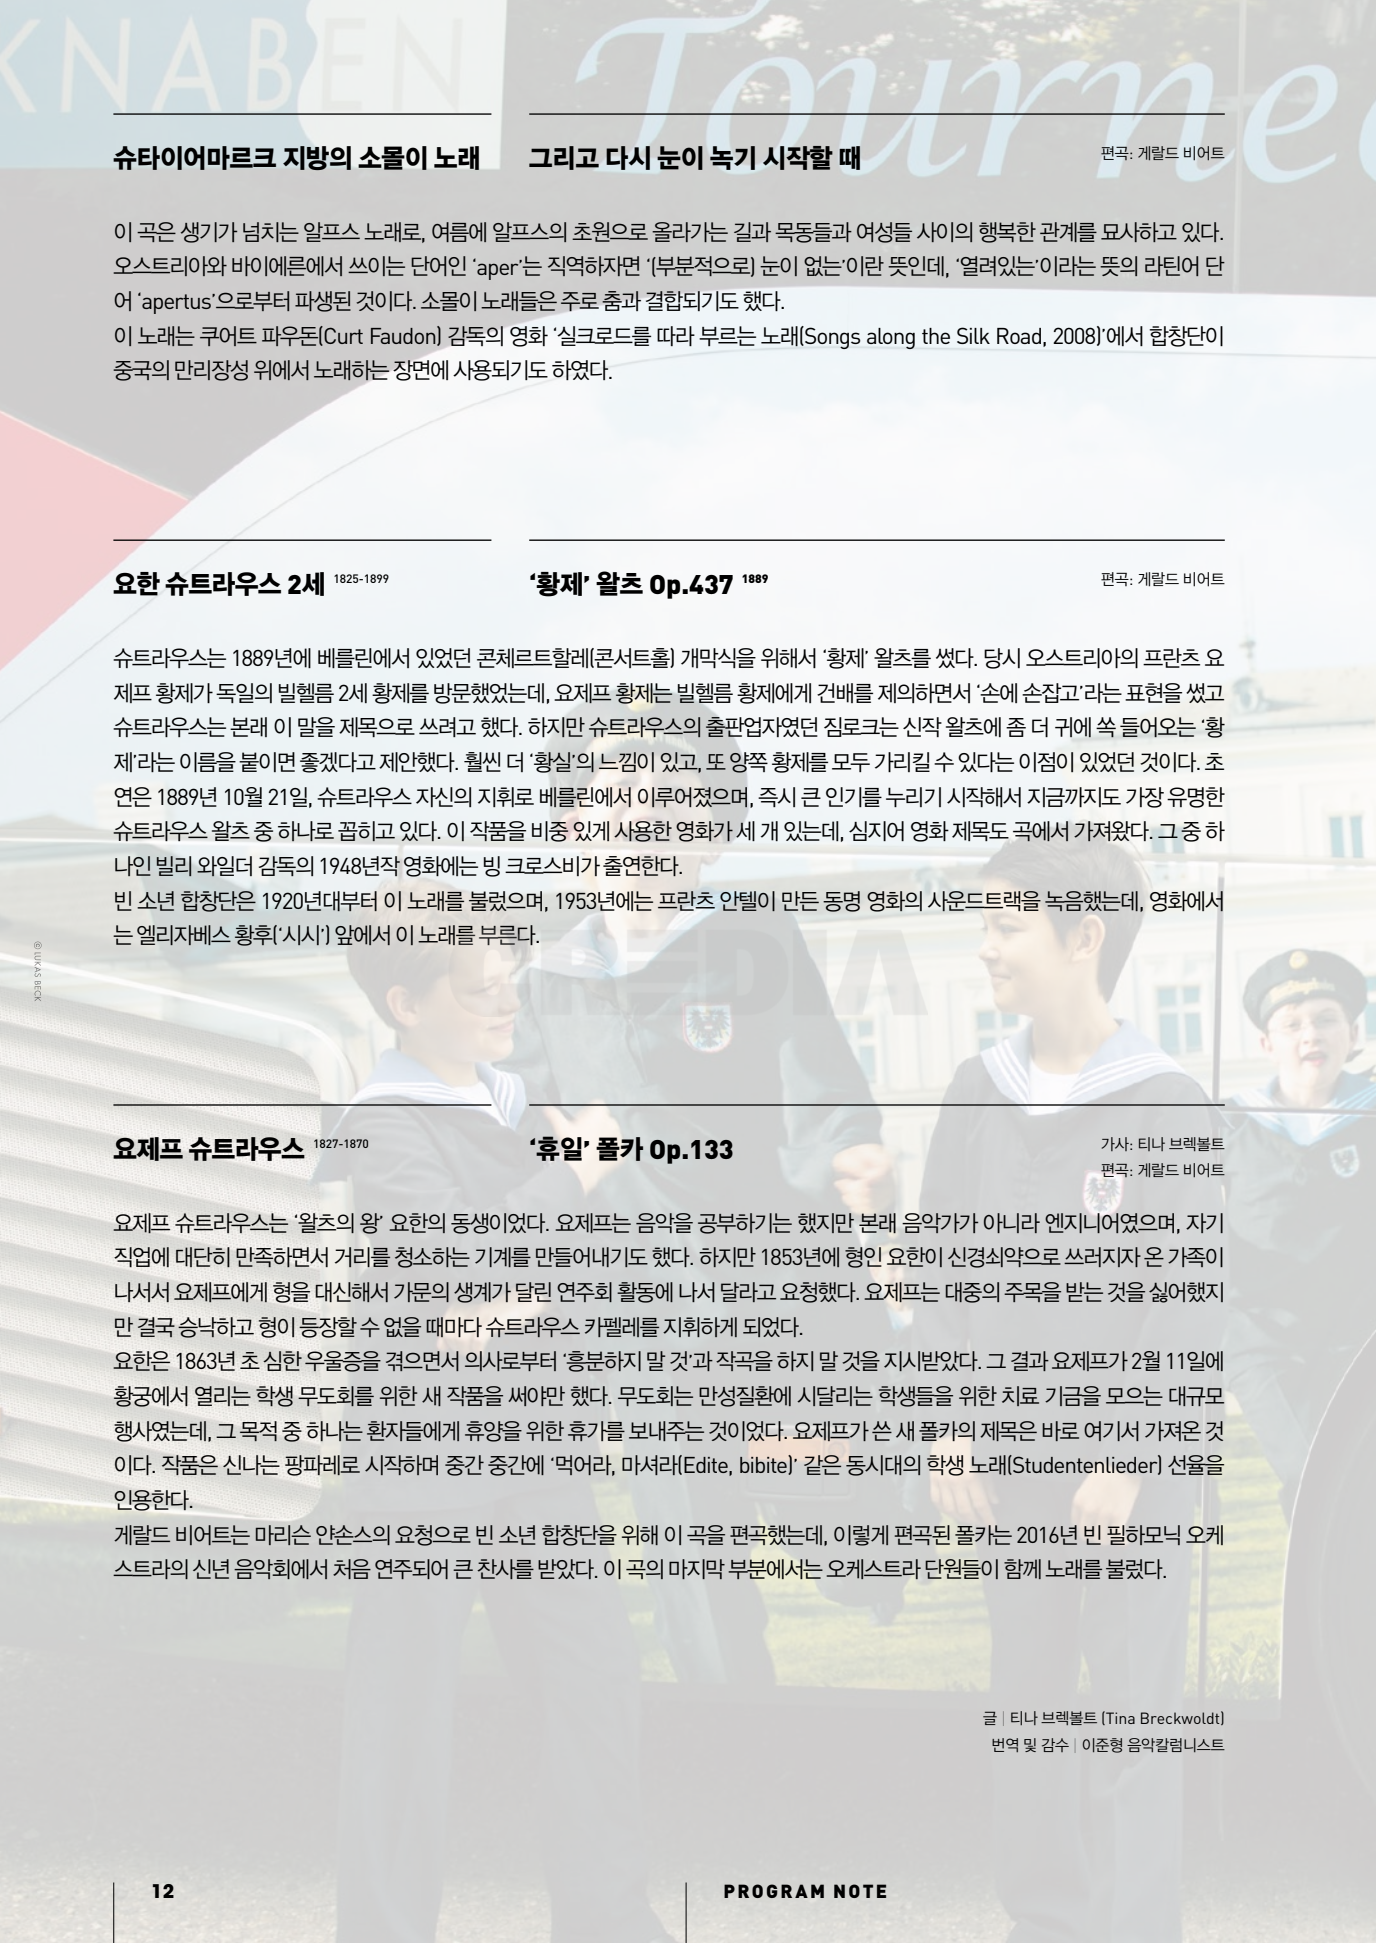 KNABEN
Tournee
슈타이어마르크 지방의 소몰이 노래
그리고 다시 눈이 녹기 시작할 때
편곡: 게랄드 비어트
이 곡은 생기가 넘치는 알프스 노래로, 여름에 알프스의 초원으로 올라가는 길과 목동들과 여성들 사이의 행복한 관계를 묘사하고 있다.
오스트리아와 바이에른에서 쓰이는 단어인 ‘aper’는 직역하자면 ‘(부분적으로) 눈이 없는’이란 뜻인데, ‘열려있는’이라는 뜻의 라틴어 단
어 ‘apertus’으로부터 파생된 것이다. 소몰이 노래들은 주로 춤과 결합되기도 했다.
이 노래는 쿠어트 파우돈(Curt Faudon) 감독의 영화 ‘실크로드를 따라 부르는 노래(Songs along the Silk Road, 2008)’에서 합창단이
중국의 만리장성 위에서 노래하는 장면에 사용되기도 하였다.
요한 슈트라우스 2세 1825-1899
‘황제’ 왈츠 Op.437 1889
편곡: 게랄드 비어트
슈트라우스는 1889년에 베를린에서 있었던 콘체르트할레(콘서트홀) 개막식을 위해서 ‘황제’ 왈츠를 썼다. 당시 오스트리아의 프란츠 요
제프 황제가 독일의 빌헬름 2세 황제를 방문했었는데, 요제프 황제는 빌헬름 황제에게 건배를 제의하면서 ‘손에 손잡고’라는 표현을 썼고
슈트라우스는 본래 이 말을 제목으로 쓰려고 했다. 하지만 슈트라우스의 출판업자였던 짐로크는 신작 왈츠에 좀 더 귀에 쏙 들어오는 ‘황
제’라는 이름을 붙이면 좋겠다고 제안했다. 훨씬 더 ‘황실’의 느낌이 있고, 또 양쪽 황제를 모두 가리킬 수 있다는 이점이 있었던 것이다. 초
연은 1889년 10월 21일, 슈트라우스 자신의 지휘로 베를린에서 이루어졌으며, 즉시 큰 인기를 누리기 시작해서 지금까지도 가장 유명한
슈트라우스 왈츠 중 하나로 꼽히고 있다. 이 작품을 비중 있게 사용한 영화가 세 개 있는데, 심지어 영화 제목도 곡에서 가져왔다. 그 중 하
나인 빌리 와일더 감독의 1948년작 영화에는 빙 크로스비가 출연한다.
빈 소년 합창단은 1920년대부터 이 노래를 불렀으며, 1953년에는 프란츠 안텔이 만든 동명 영화의 사운드트랙을 녹음했는데, 영화에서
는 엘리자베스 황후(‘시시’) 앞에서 이 노래를 부른다.
CREDIA
© LUKAS BECK
요제프 슈트라우스 1827-1870
‘휴일’ 폴카 Op.133
가사: 티나 브렉볼트
편곡: 게랄드 비어트
요제프 슈트라우스는 ‘왈츠의 왕’ 요한의 동생이었다. 요제프는 음악을 공부하기는 했지만 본래 음악가가 아니라 엔지니어였으며, 자기
직업에 대단히 만족하면서 거리를 청소하는 기계를 만들어내기도 했다. 하지만 1853년에 형인 요한이 신경쇠약으로 쓰러지자 온 가족이
나서서 요제프에게 형을 대신해서 가문의 생계가 달린 연주회 활동에 나서 달라고 요청했다. 요제프는 대중의 주목을 받는 것을 싫어했지
만 결국 승낙하고 형이 등장할 수 없을 때마다 슈트라우스 카펠레를 지휘하게 되었다.
요한은 1863년 초 심한 우울증을 겪으면서 의사로부터 ‘흥분하지 말 것’과 작곡을 하지 말 것을 지시받았다. 그 결과 요제프가 2월 11일에
황궁에서 열리는 학생 무도회를 위한 새 작품을 써야만 했다. 무도회는 만성질환에 시달리는 학생들을 위한 치료 기금을 모으는 대규모
행사였는데, 그 목적 중 하나는 환자들에게 휴양을 위한 휴가를 보내주는 것이었다. 요제프가 쓴 새 폴카의 제목은 바로 여기서 가져온 것
이다. 작품은 신나는 팡파레로 시작하며 중간 중간에 ‘먹어라, 마셔라(Edite, bibite)’ 같은 동시대의 학생 노래(Studentenlieder) 선율을
인용한다.
게랄드 비어트는 마리슨 얀손스의 요청으로 빈 소년 합창단을 위해 이 곡을 편곡했는데, 이렇게 편곡된 폴카는 2016년 빈 필하모닉 오케
스트라의 신년 음악회에서 처음 연주되어 큰 찬사를 받았다. 이 곡의 마지막 부분에서는 오케스트라 단원들이 함께 노래를 불렀다.
글 | 티나 브렉볼트 (Tina Breckwoldt)
번역 및 감수 | 이준형 음악칼럼니스트
12
PROGRAM NOTE